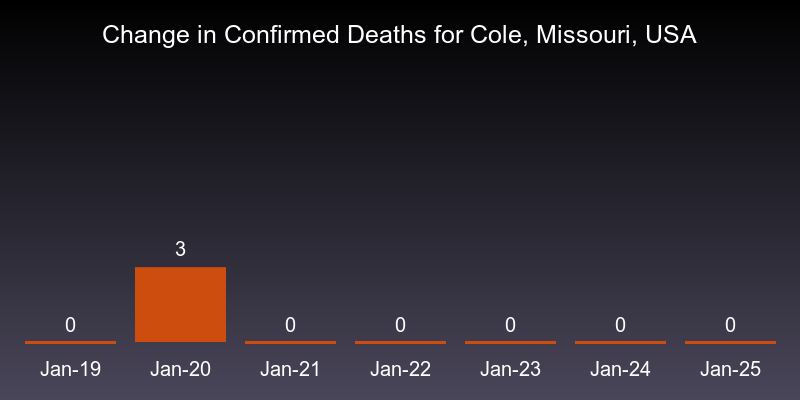 Change in Confirmed Deaths for Cole, Missouri, USA
3
0 0 0 0 0 0
Jan-19 Jan-20 Jan-21 Jan-22 Jan-23 Jan-24 Jan-25